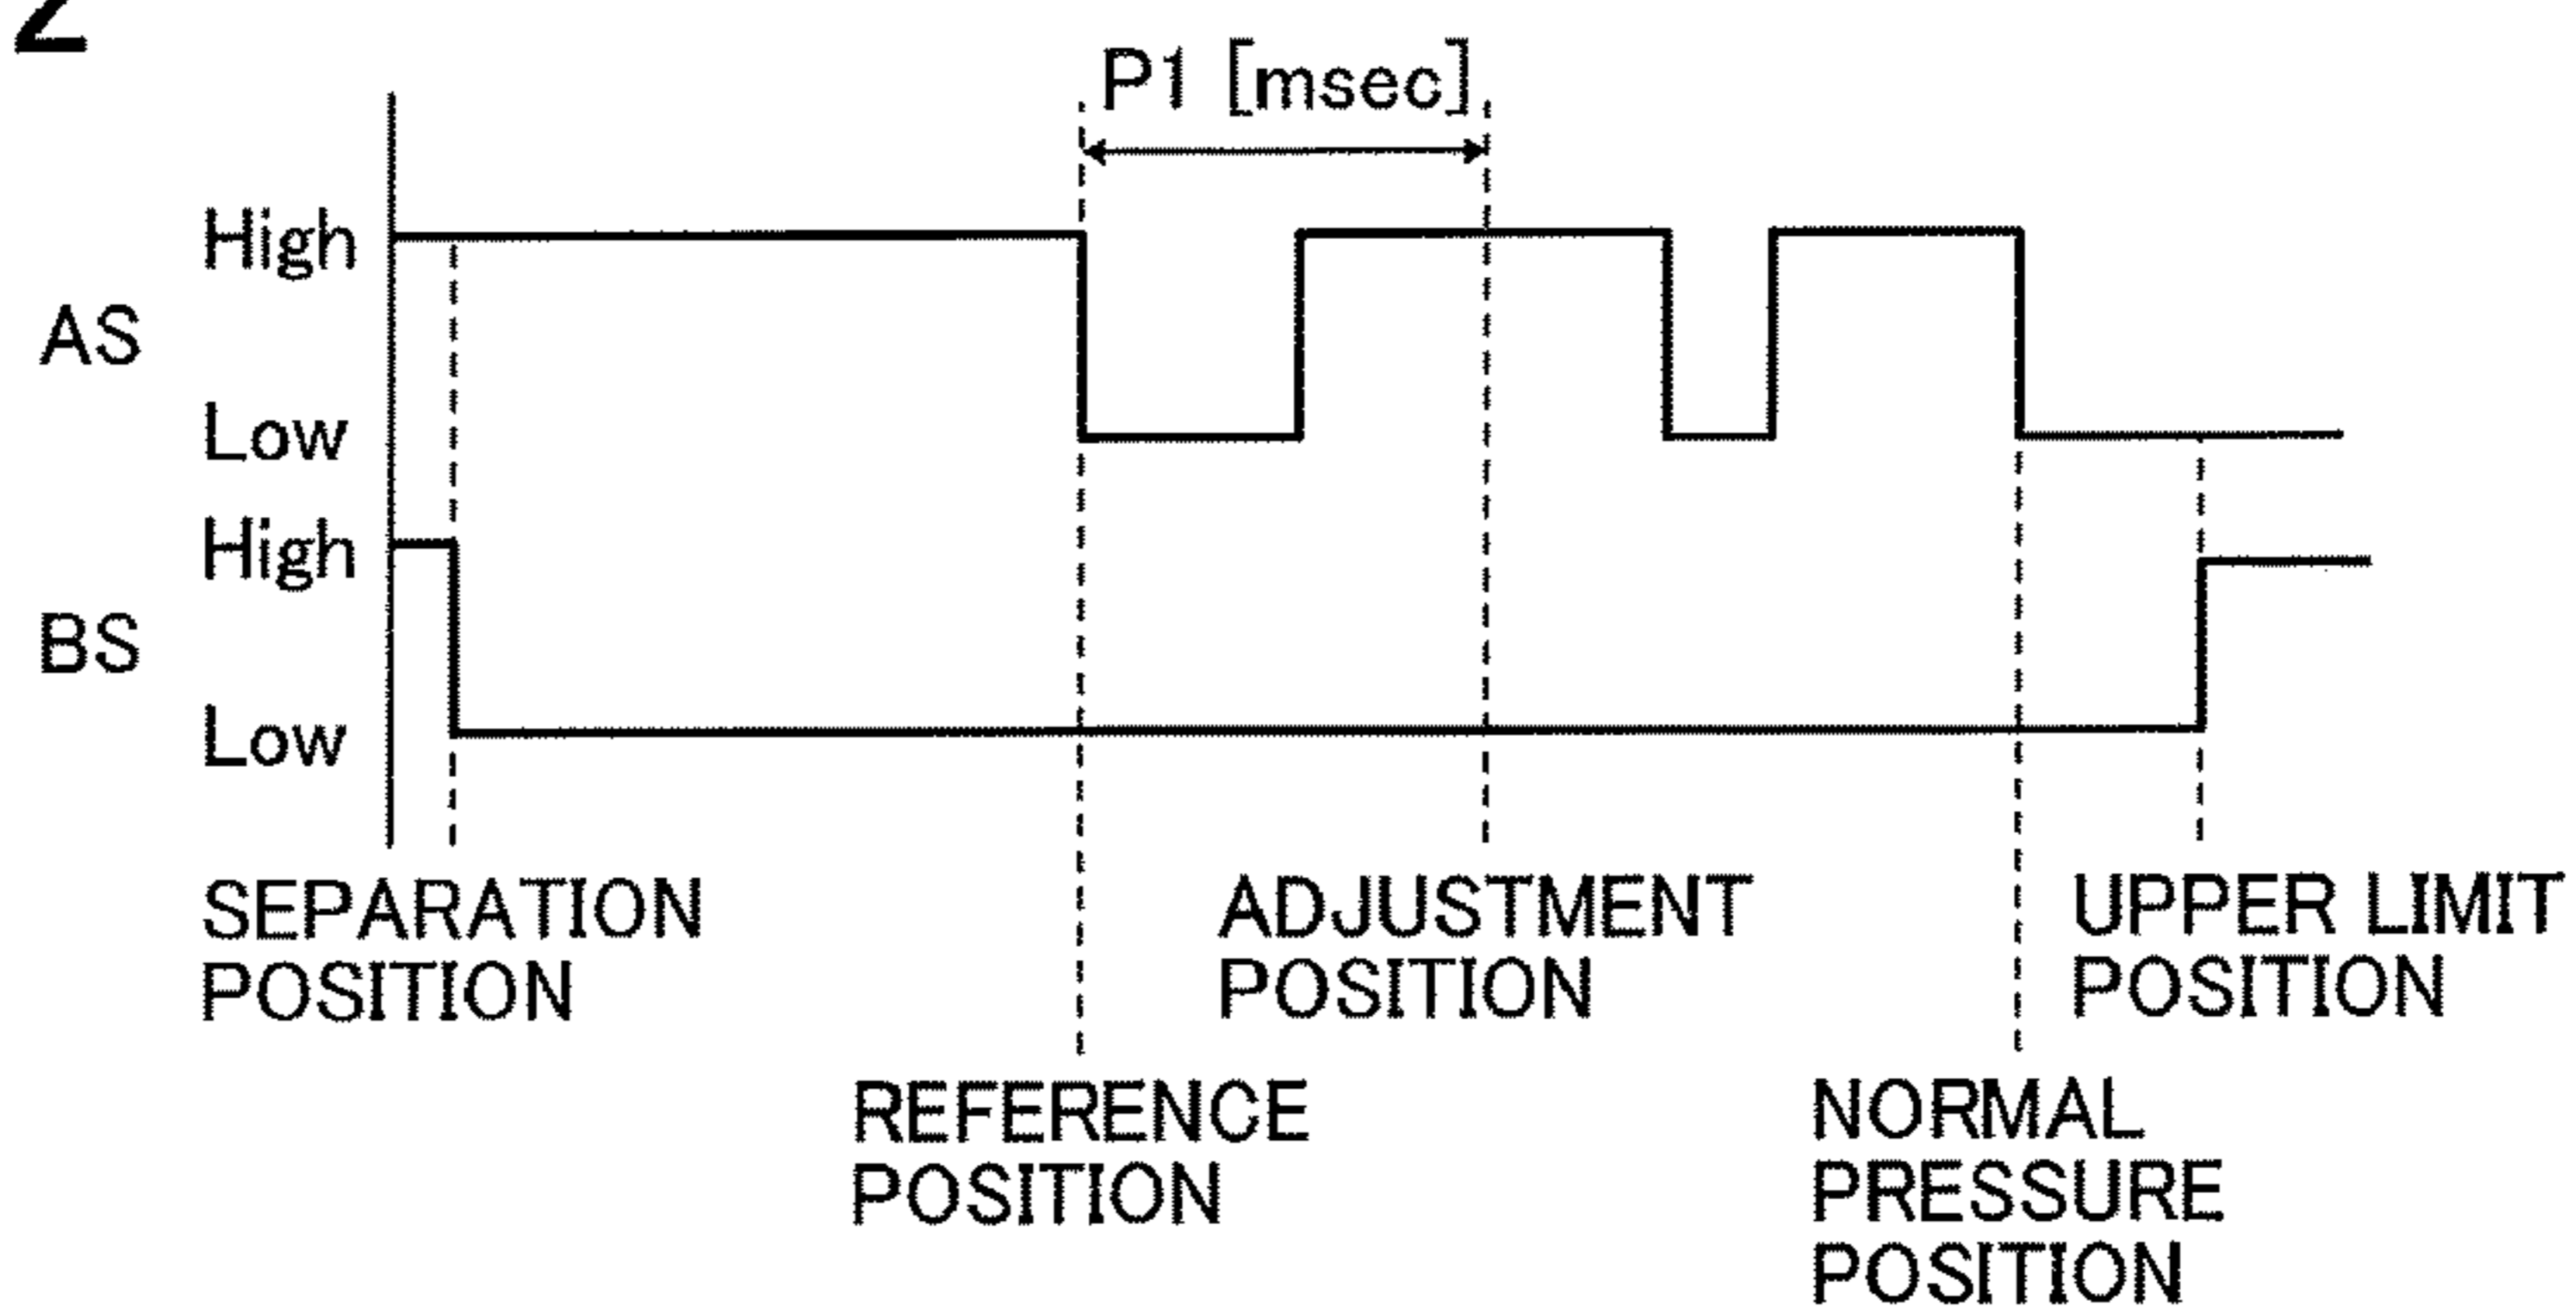 2
P1 [msec]
High
AS
Low
High
BS
Low
SEPARATION
POSITION
ADJUSTMENT
POSITION
UPPER LIMIT
POSITION
REFERENCE
POSITION
NORMAL
PRESSURE
POSITION